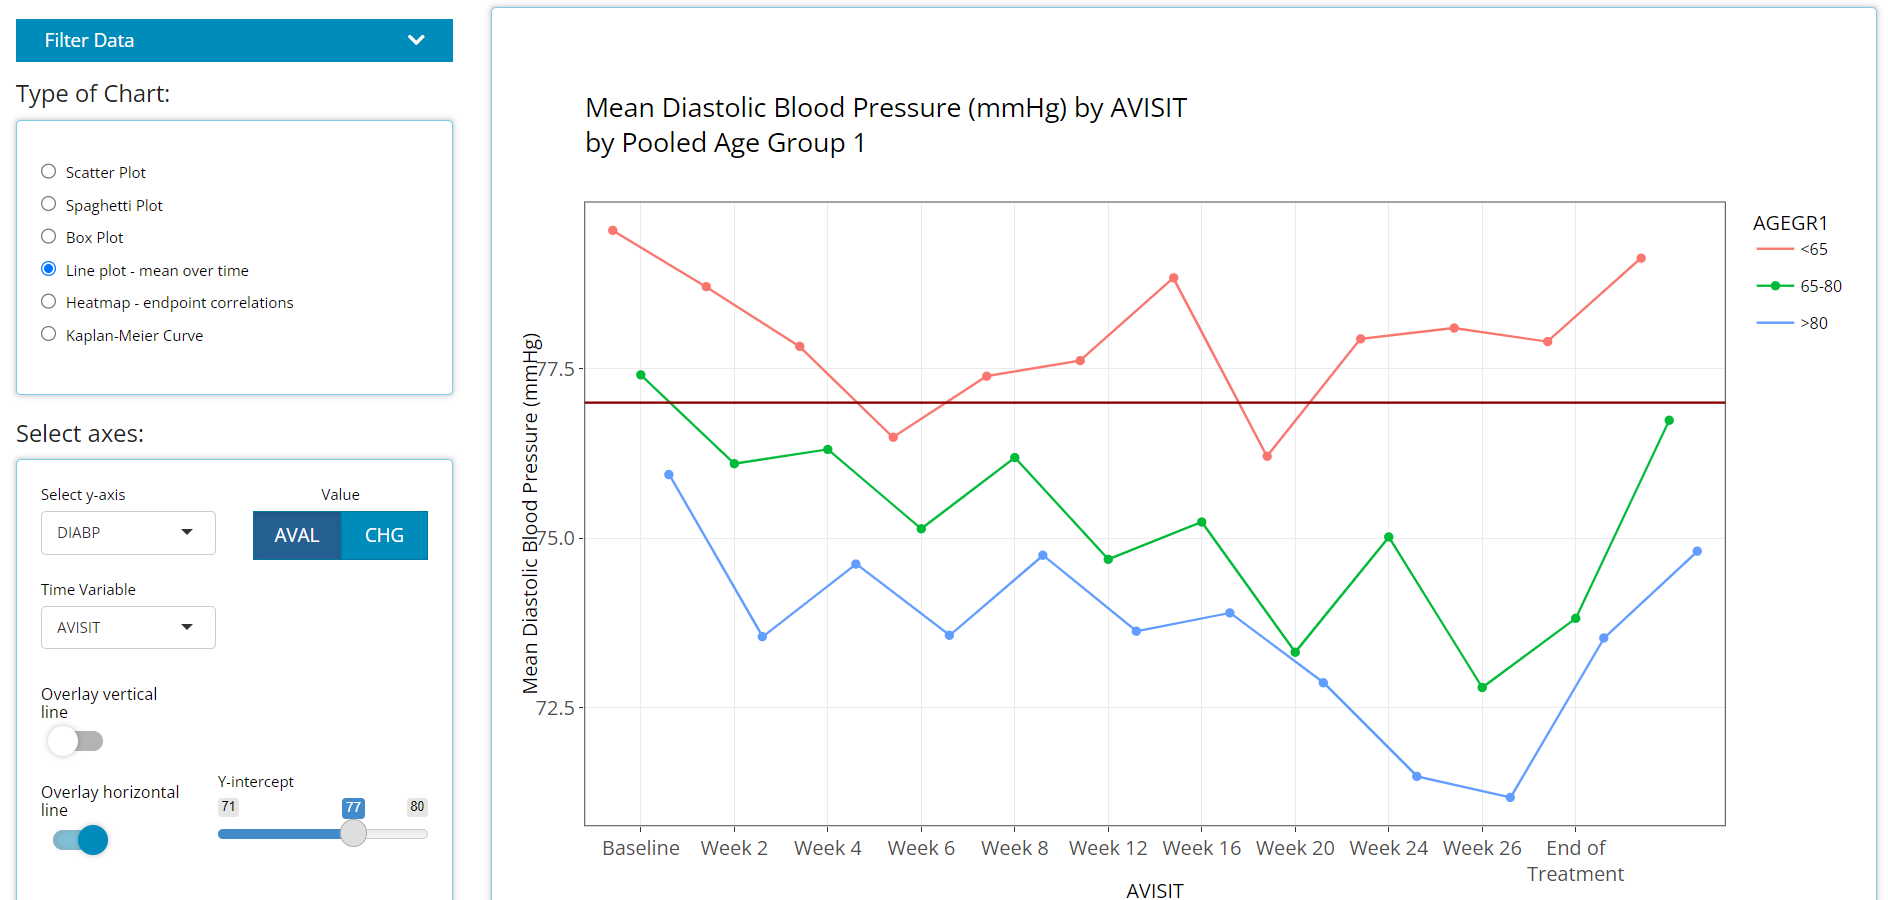 Filter Data
Type of Chart:
Scatter Plot
Spaghetti Plot
Box Plot
Line plot - mean over time
Heatmap - endpoint correlations
Kaplan-Meier Curve
Select axes:
Select y-axis
Value
DIABP
AVAL
CHG
Time Variable
AVISIT
Overlay vertical
line
Overlay horizontal
line
Y-intercept
71
77
80
Mean Diastolic Blood Pressure (mmHg) by AVISIT
by Pooled Age Group 1
Mean Diastolic Blood Pressure (mmHg)
77.5
75.0
72.5
Baseline Week 2 Week 4 Week 6 Week 8 Week 12 Week 16 Week 20 Week 24 Week 26 End of
Treatment
AVISIT
AGEGR1
<65
65-80
>80